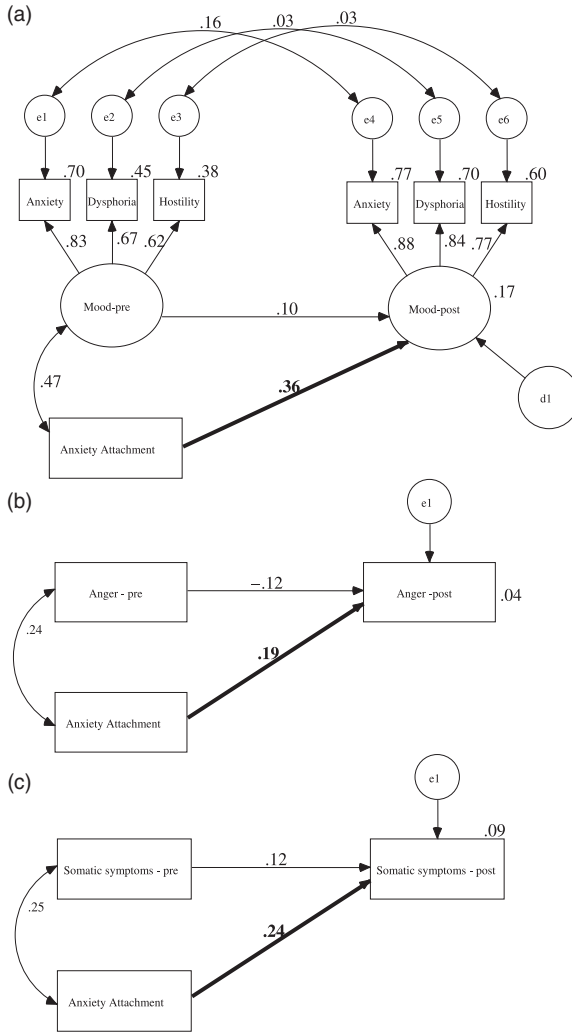 (a)
.16 .03 .03
e1 e2 e3 e4 e5 e6
.70 .45 .38 .77 .70 .60
Anxiety Dysphoria Hostility Anxiety Dysphoria Hostility
.83 .67 .62 .88 .84 .77
Mood-pre .10 Mood-post .17
.47 .36 d1
Anxiety Attachment
(b)
e1
Anger - pre −.12 Anger -post .04
.24 .19
Anxiety Attachment
(c)
e1
.09
Somatic symptoms - pre .12 Somatic symptoms - post
.25 .24
Anxiety Attachment